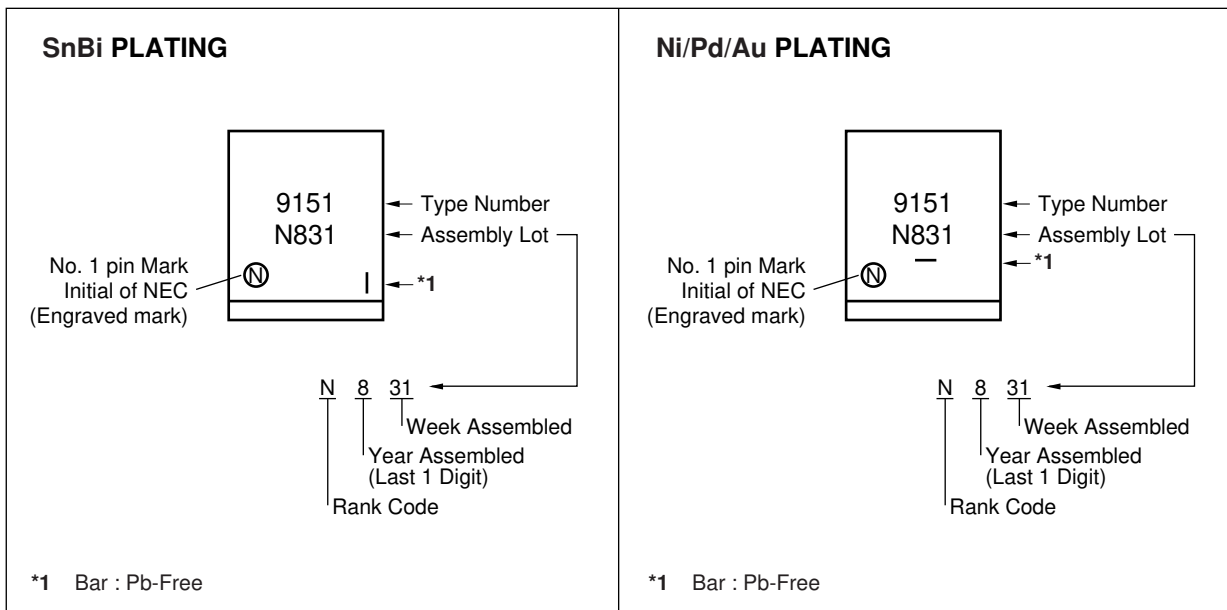 SnBi PLATING
9151
N831
Type Number
Assembly Lot
No. 1 pin Mark
Initial of NEC
(Engraved mark)
N
*1
N 8 31
Week Assembled
Year Assembled
(Last 1 Digit)
Rank Code
*1 Bar : Pb-Free
Ni/Pd/Au PLATING
9151
N831
Type Number
Assembly Lot
*1
No. 1 pin Mark
Initial of NEC
(Engraved mark)
N
N 8 31
Week Assembled
Year Assembled
(Last 1 Digit)
Rank Code
*1 Bar : Pb-Free